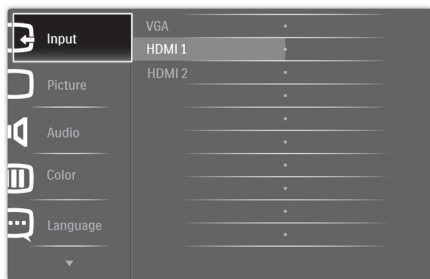 Input
Picture
Audio
Color
Language
VGA
HDMI 1
HDMI 2